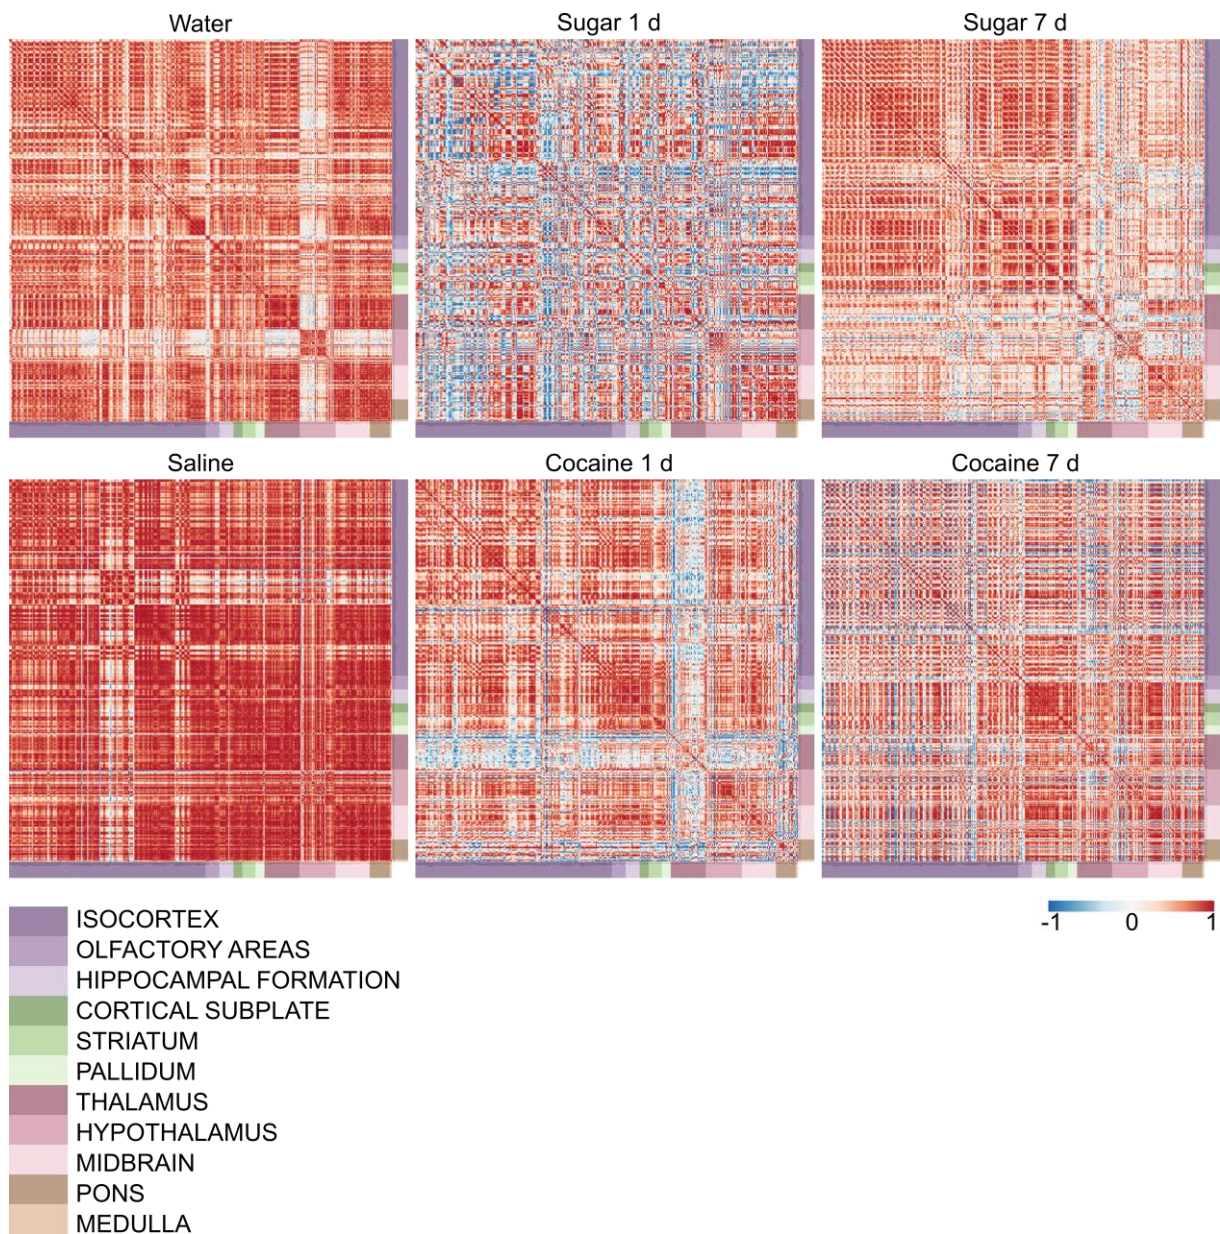 Water
Sugar 1 d
Sugar 7 d
Saline
Cocaine 1 d
Cocaine 7 d
-1 0 1
ISOCORTEX
OLFACTORY AREAS
HIPPOCAMPAL FORMATION
CORTICAL SUBPLATE
STRIATUM
PALLIDUM
THALAMUS
HYPOTHALAMUS
MIDBRAIN
PONS
MEDULLA